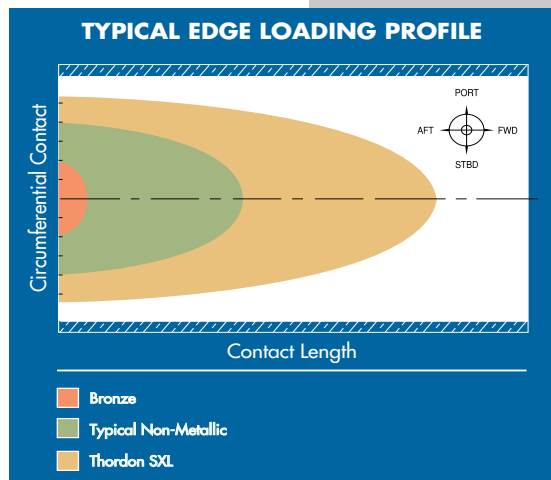 TYPICAL EDGE LOADING PROFILE
Circumferential Contact
PORT
AFT
FWD
STBD
Contact Length
Bronze
Typical Non-Metallic
Thordon SXL